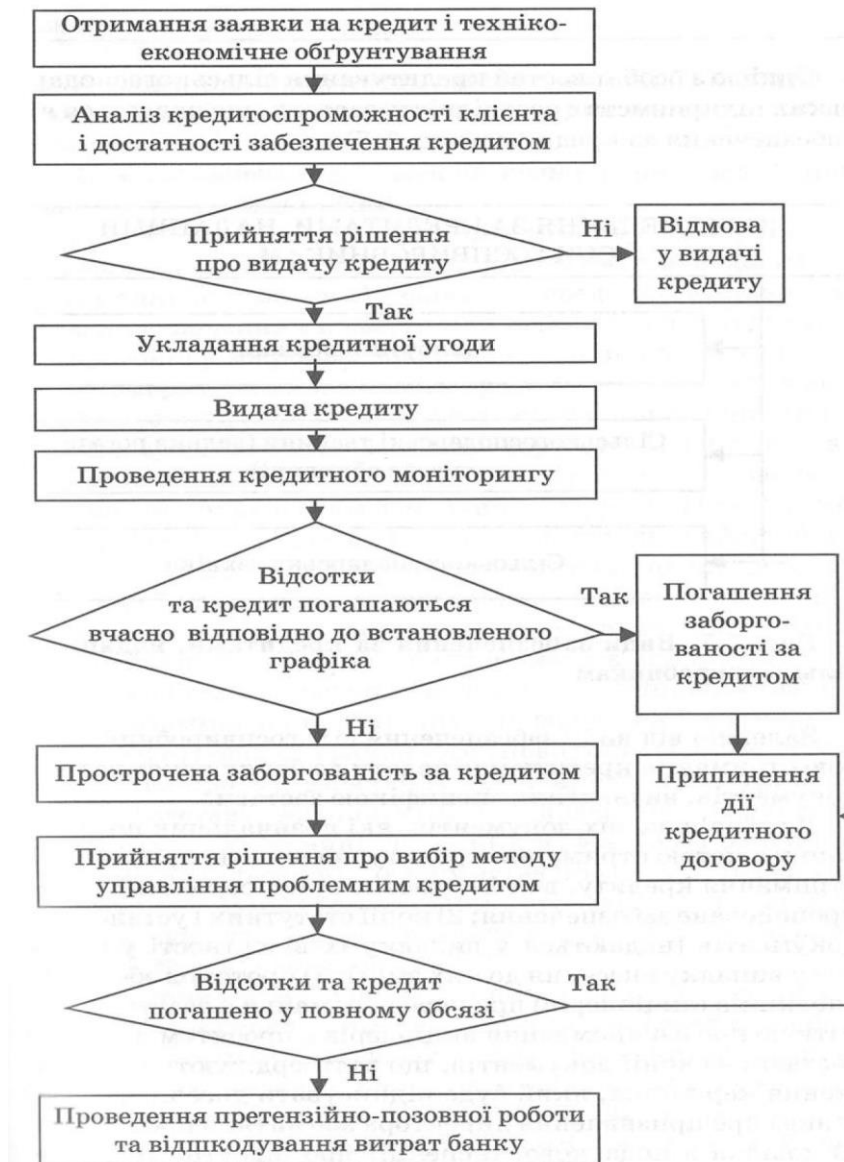 Отримання заявки на кредит і техніко-
економічне обґрунтування
Аналіз кредитоспроможності клієнта
і достатності забезпечення кредитом
Прийняття рішення
про видачу кредиту
Ні
Відмова
у видачі
кредиту
Так
Укладання кредитної угоди
Видача кредиту
Проведення кредитного моніторингу
Відсотки
та кредит погашаються
вчасно відповідно до встановленого
графіка
Так
Погашення
заборго-
ваності за
кредитом
Ні
Прострочена заборгованість за кредитом
Припинення
дії
кредитного
договору
Прийняття рішення про вибір методу
управління проблемним кредитом
Відсотки та кредит
погашено у повному обсязі
Так
Ні
Проведення претензійно-позовної роботи
та відшкодування витрат банку